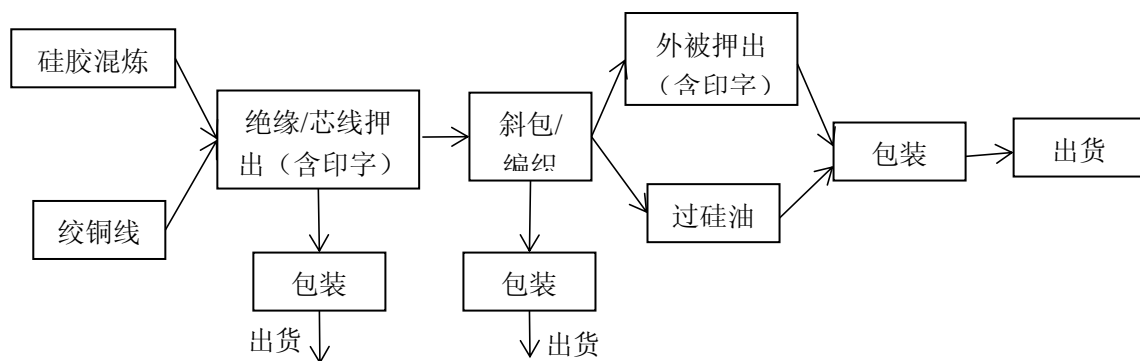 硅胶混炼
绞铜线
绝缘/芯线押
出（含印字）
包装
出货
斜包/
编织
包装
出货
外被押出
（含印字）
过硅油
包装
出货